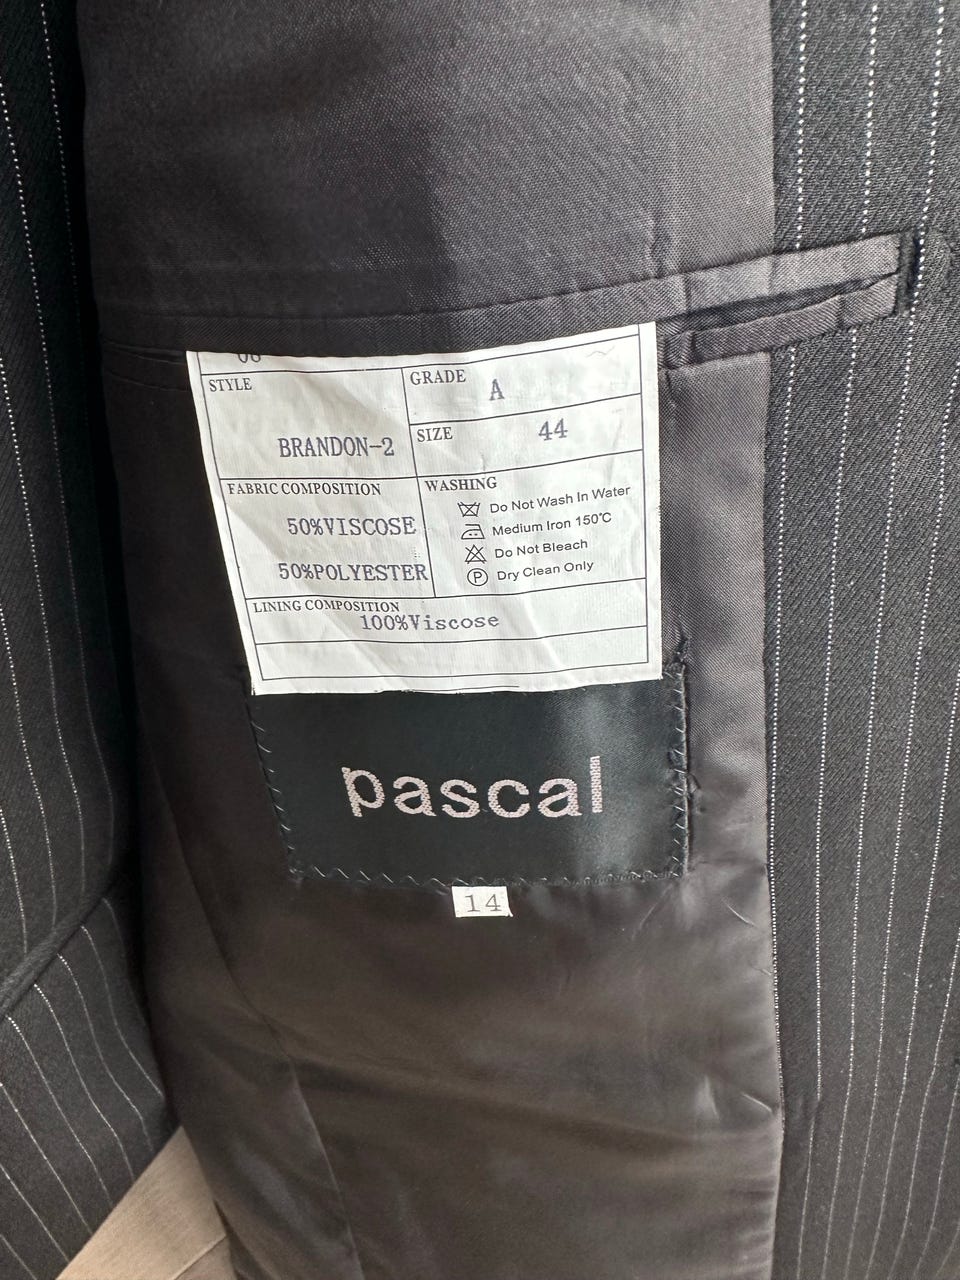 STYLE
BRANDON-2
GRADE
A
SIZE
44
FABRIC COMPOSITION
50%VISCOSE
50%POLYESTER
WASHING
Do Not Wash In Water
Medium Iron 150℃
Do Not Bleach
P Dry Clean Only
LINING COMPOSITION
100%Viscose
pascal
14